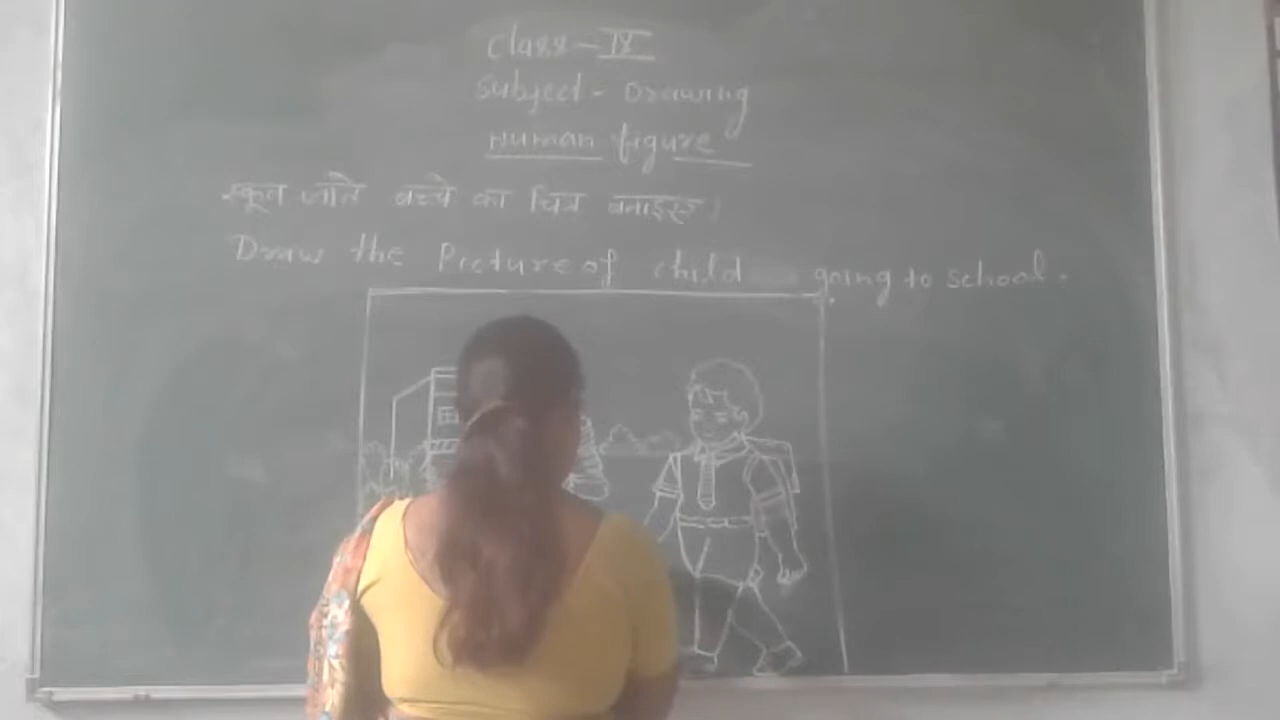 Class - IX
Subject - Drawing
Human figure
स्कूल जाते बच्चे का चित्र बनाइए।
Draw the Picture of child going to school.